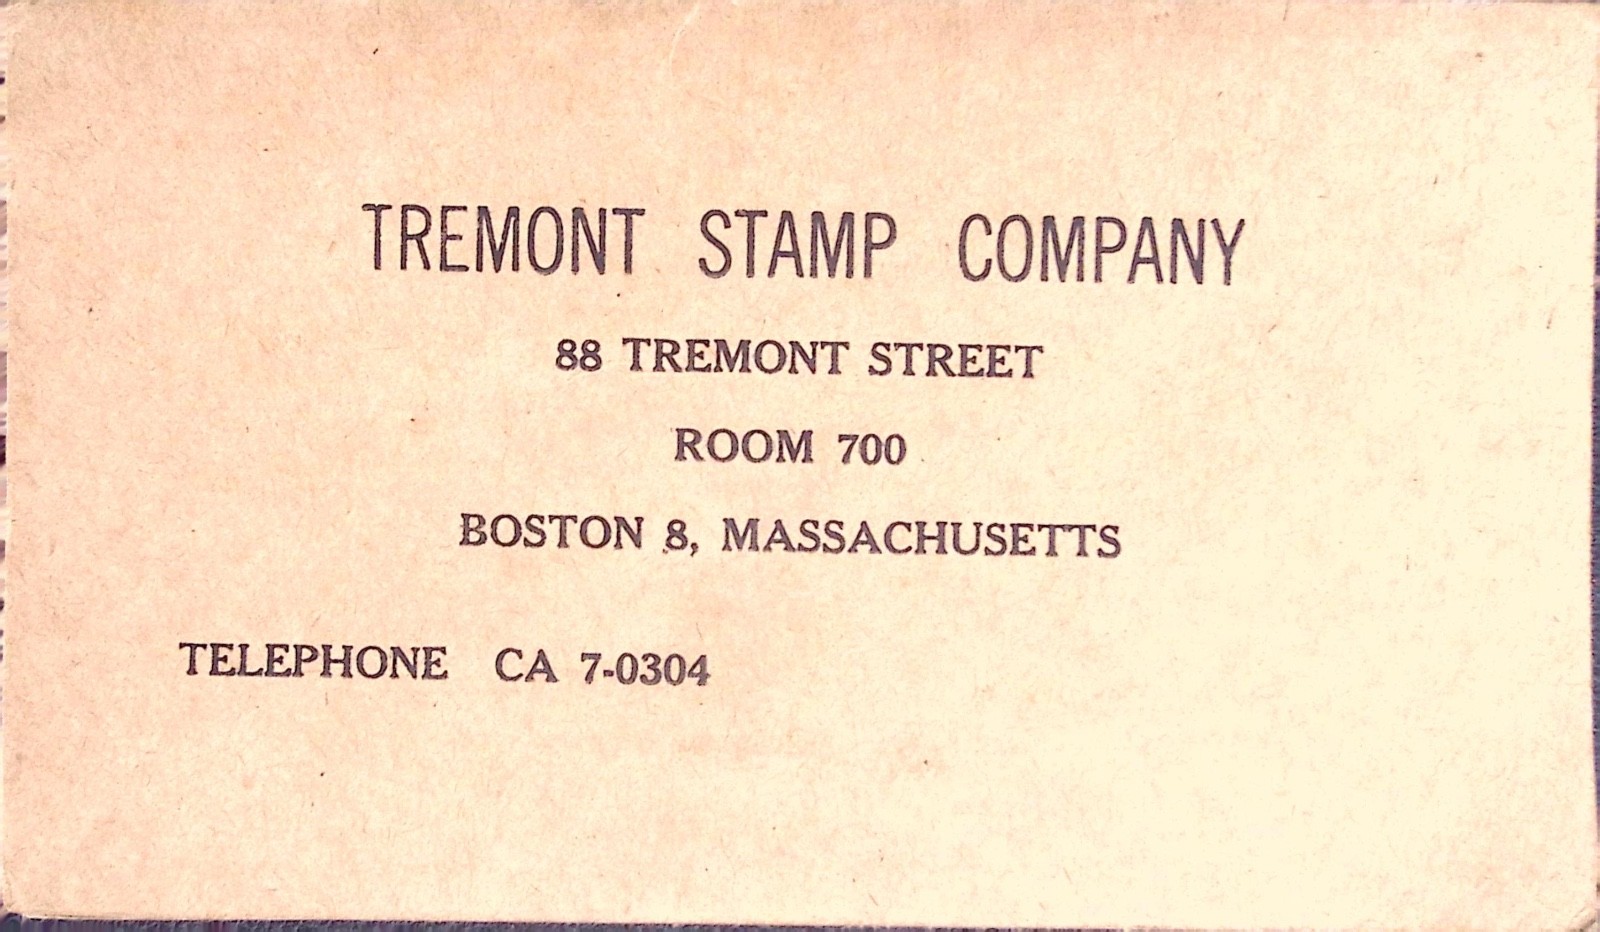 TREMONT STAMP COMPANY
88 TREMONT STREET
ROOM 700
BOSTON 8, MASSACHUSETTS
TELEPHONE CA 7-0304